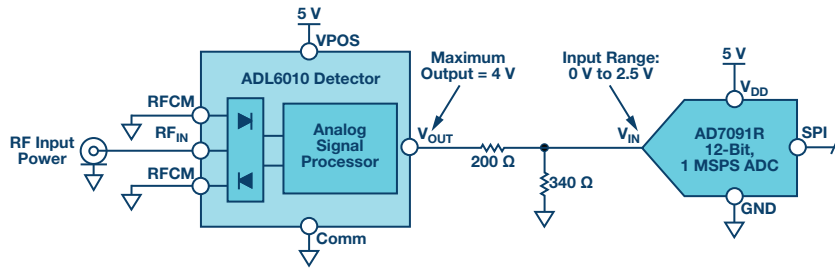 5 V
VPOS
ADL6010 Detector
RFCM
RF Input
Power
RFIN
RFCM
Analog
Signal
Processor
Comm
Maximum
Output = 4 V
VOUT
200 Ω
340 Ω
Input Range:
0 V to 2.5 V
VIN
5 V
VDD
AD7091R
12-Bit,
1 MSPS ADC
SPI
GND